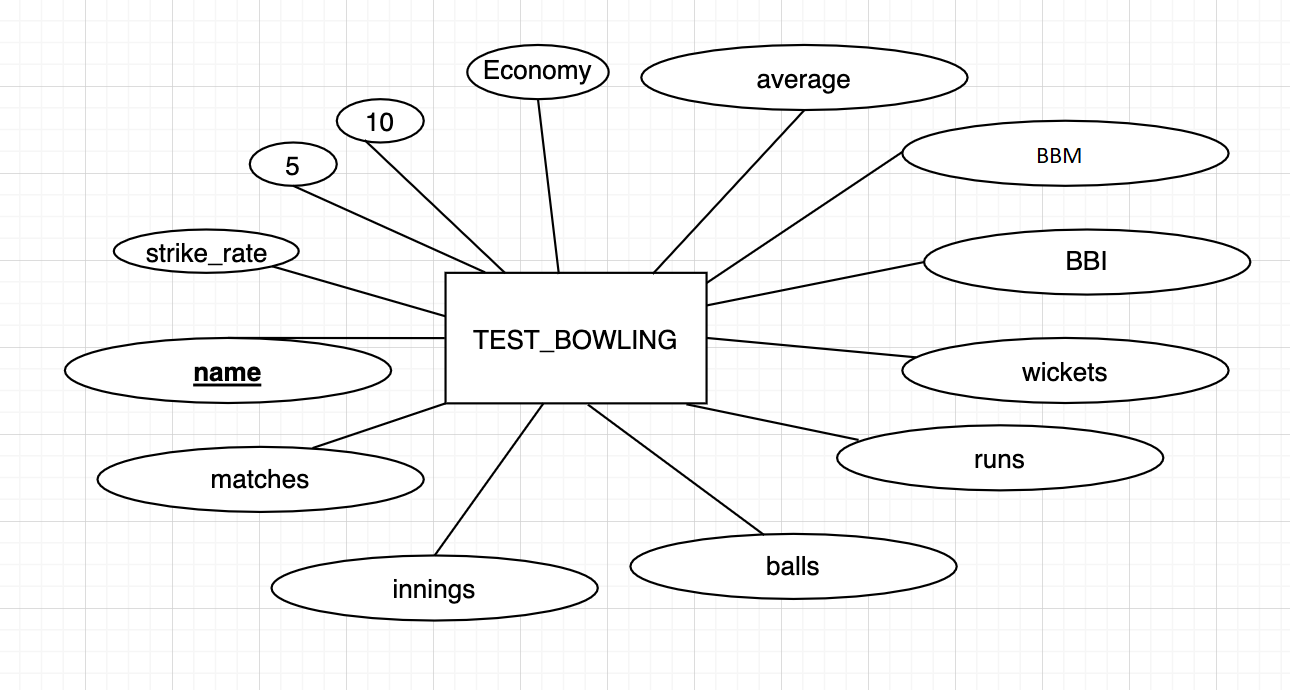 Economy
average
10
BBM
5
strike_rate
BBI
TEST_BOWLING
name
wickets
runs
matches
balls
innings